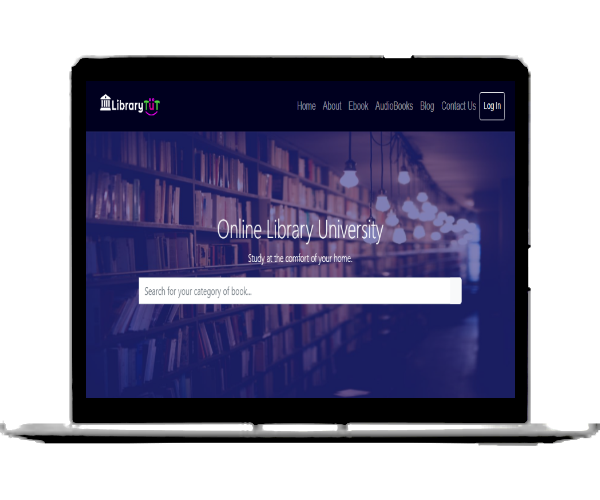 LibraryTüT
Home About Ebook AudioBooks Blog Contact Us Log In
Online Library University
Study at the comfort of your home.
Search for your category of book...